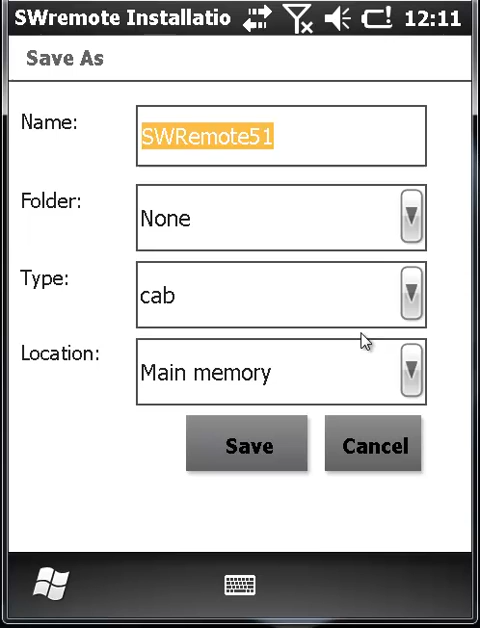 SWremote Installatio 12:11
Save As
Name: SWRemote51
Folder: None
Type: cab
Location: Main memory
Save Cancel